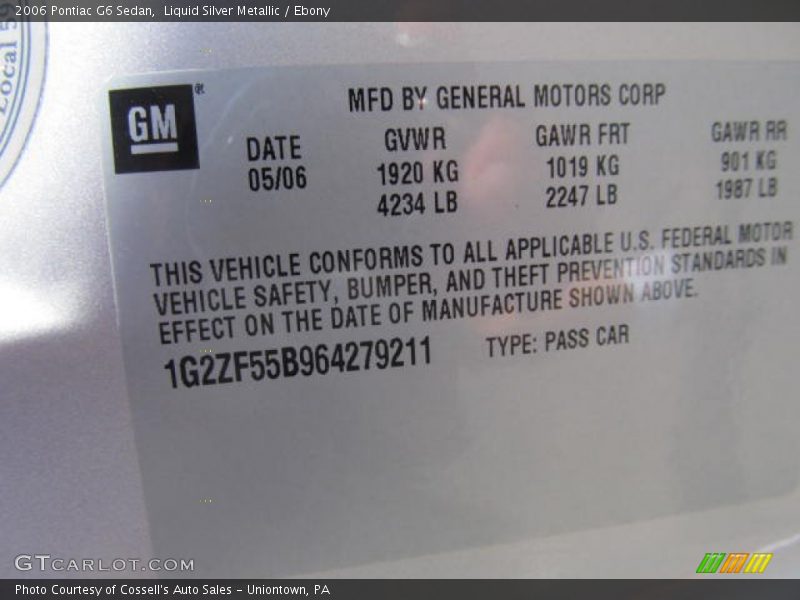 2006 Pontiac G6 Sedan, Liquid Silver Metallic / Ebony
Local 59
GM®
MFD BY GENERAL MOTORS CORP
DATE GVWR GAWR FRT GAWR RR
05/06 1920 KG 1019 KG 901 KG
4234 LB 2247 LB 1987 LB
THIS VEHICLE CONFORMS TO ALL APPLICABLE U.S. FEDERAL MOTOR
VEHICLE SAFETY, BUMPER, AND THEFT PREVENTION STANDARDS IN
EFFECT ON THE DATE OF MANUFACTURE SHOWN ABOVE.
1G2ZF55B964279211 TYPE: PASS CAR
GTCARLOT.COM
Photo Courtesy of Cossell's Auto Sales - Uniontown, PA